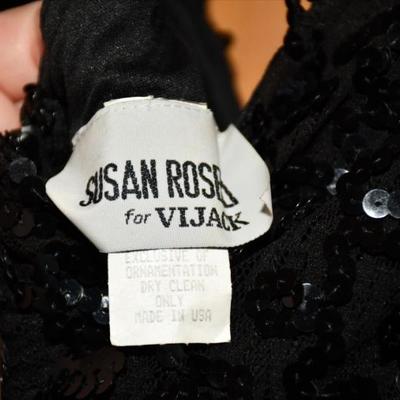 SUSAN ROSE
for VIJACK
EXCLUSIVE OF
ORNAMENTATION
DRY CLEAN
ONLY
MADE IN USA